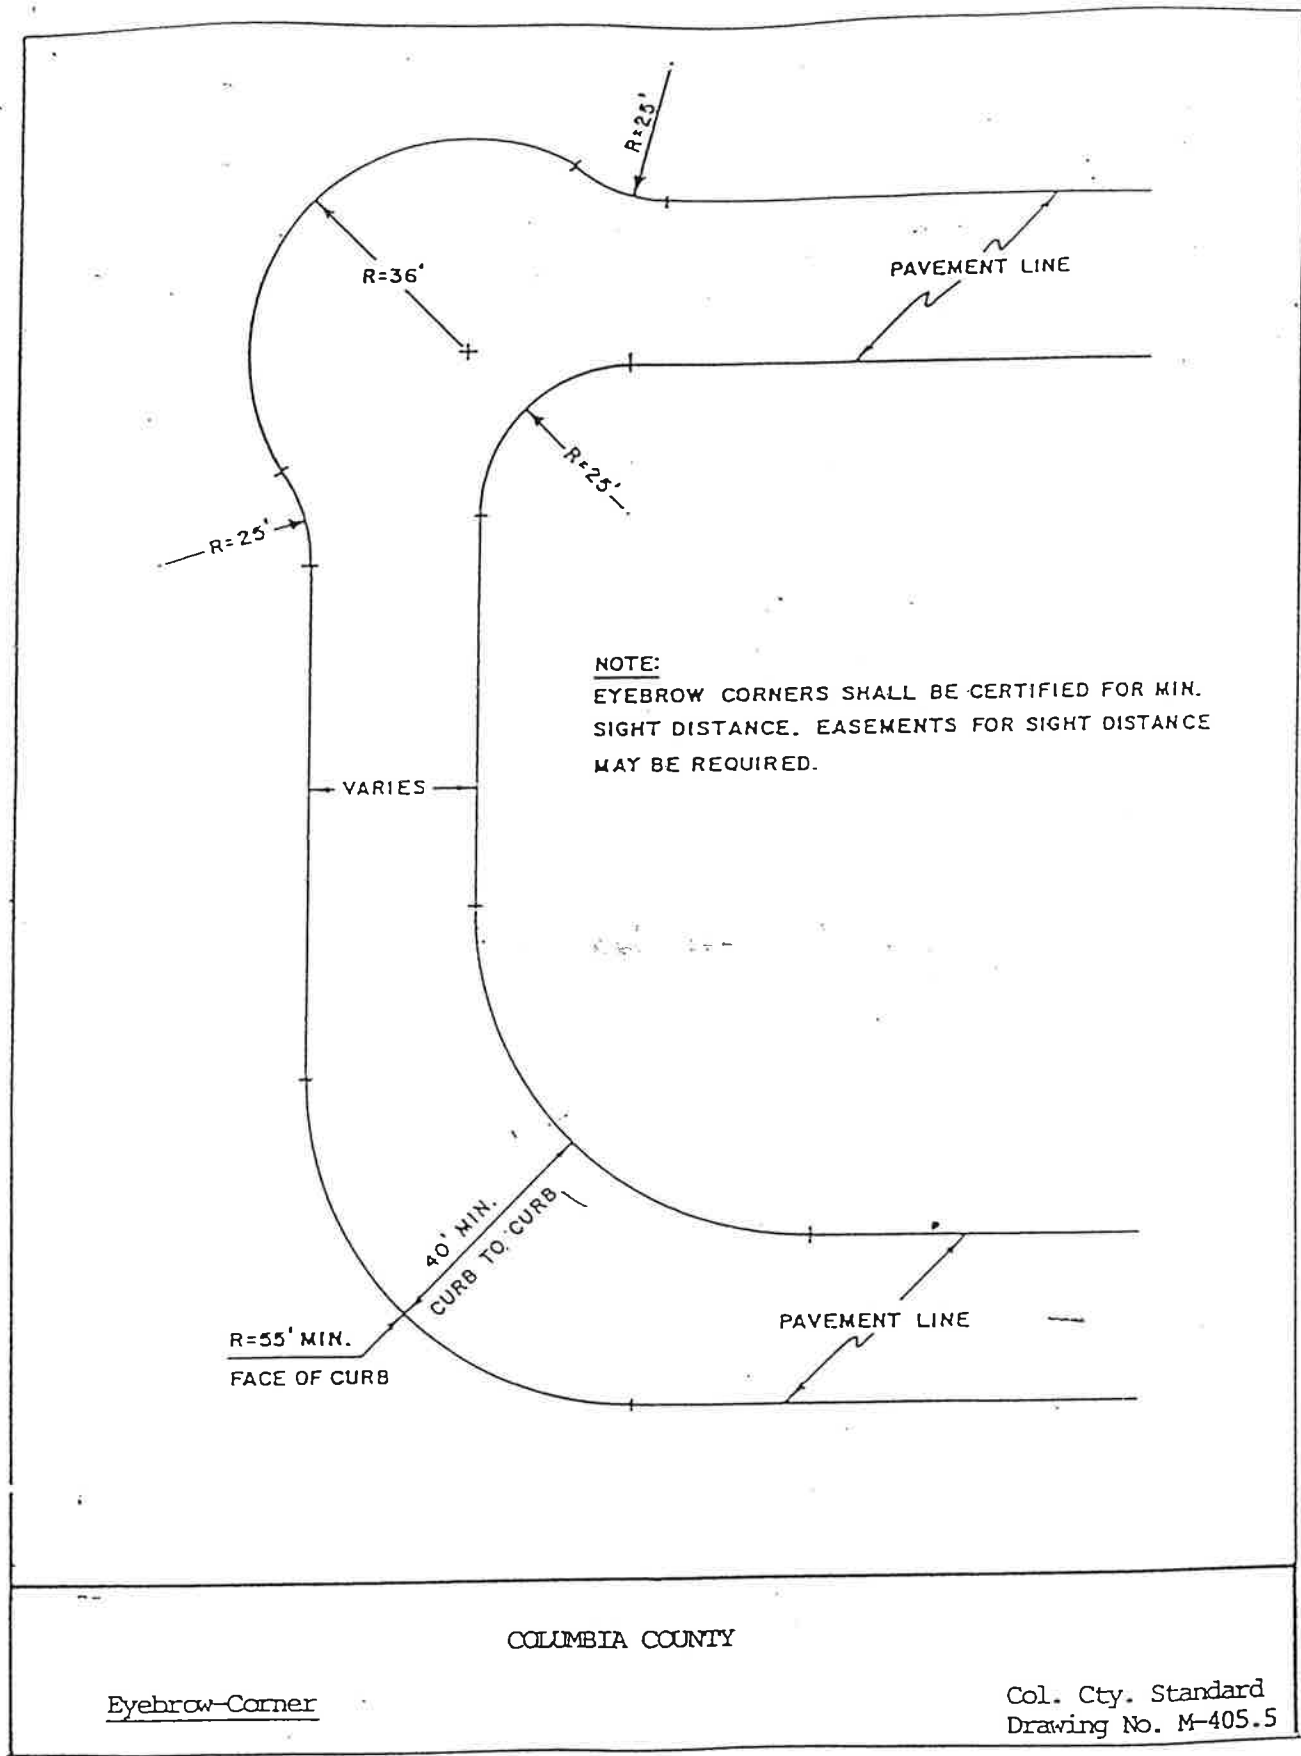 R=25'
R=36'
PAVEMENT LINE
R=25'
R=25'
NOTE:
EYEBROW CORNERS SHALL BE CERTIFIED FOR MIN.
SIGHT DISTANCE. EASEMENTS FOR SIGHT DISTANCE
MAY BE REQUIRED.
VARIES
40' MIN.
CURB TO CURB
PAVEMENT LINE
R=55' MIN.
FACE OF CURB
COLUMBIA COUNTY
Eyebrow-Corner
Col. Cty. Standard
Drawing No. M-405.5